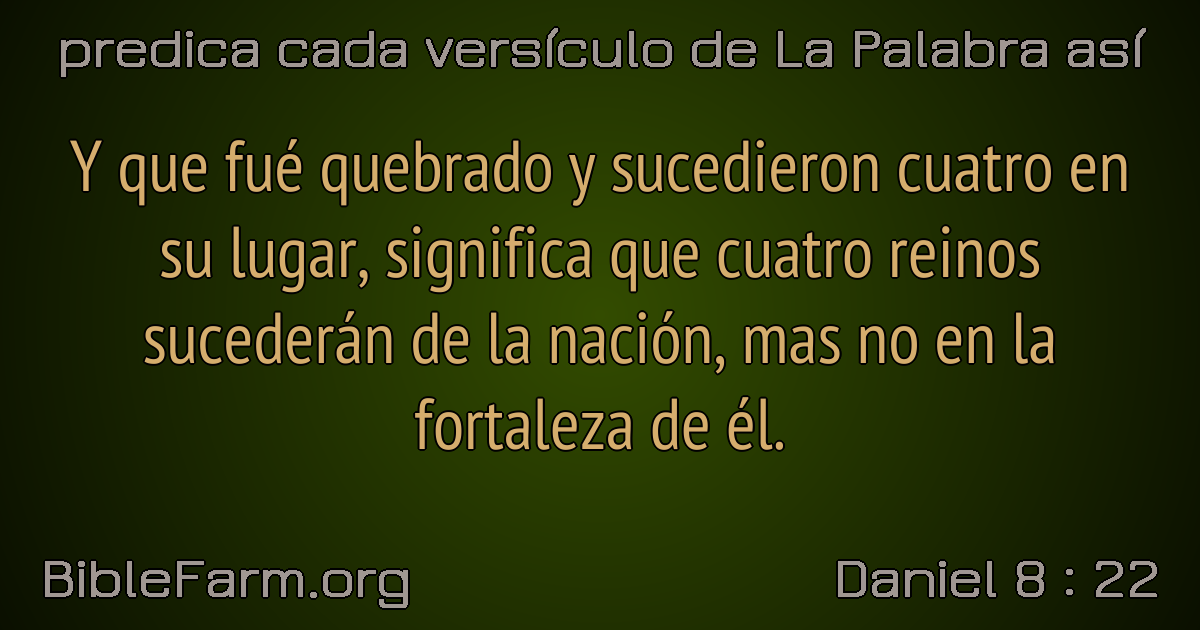 predica cada versículo de La Palabra así
Y que fué quebrado y sucedieron cuatro en
su lugar, significa que cuatro reinos
sucederán de la nación, mas no en la
fortaleza de él.
BibleFarm.org
Daniel 8 : 22